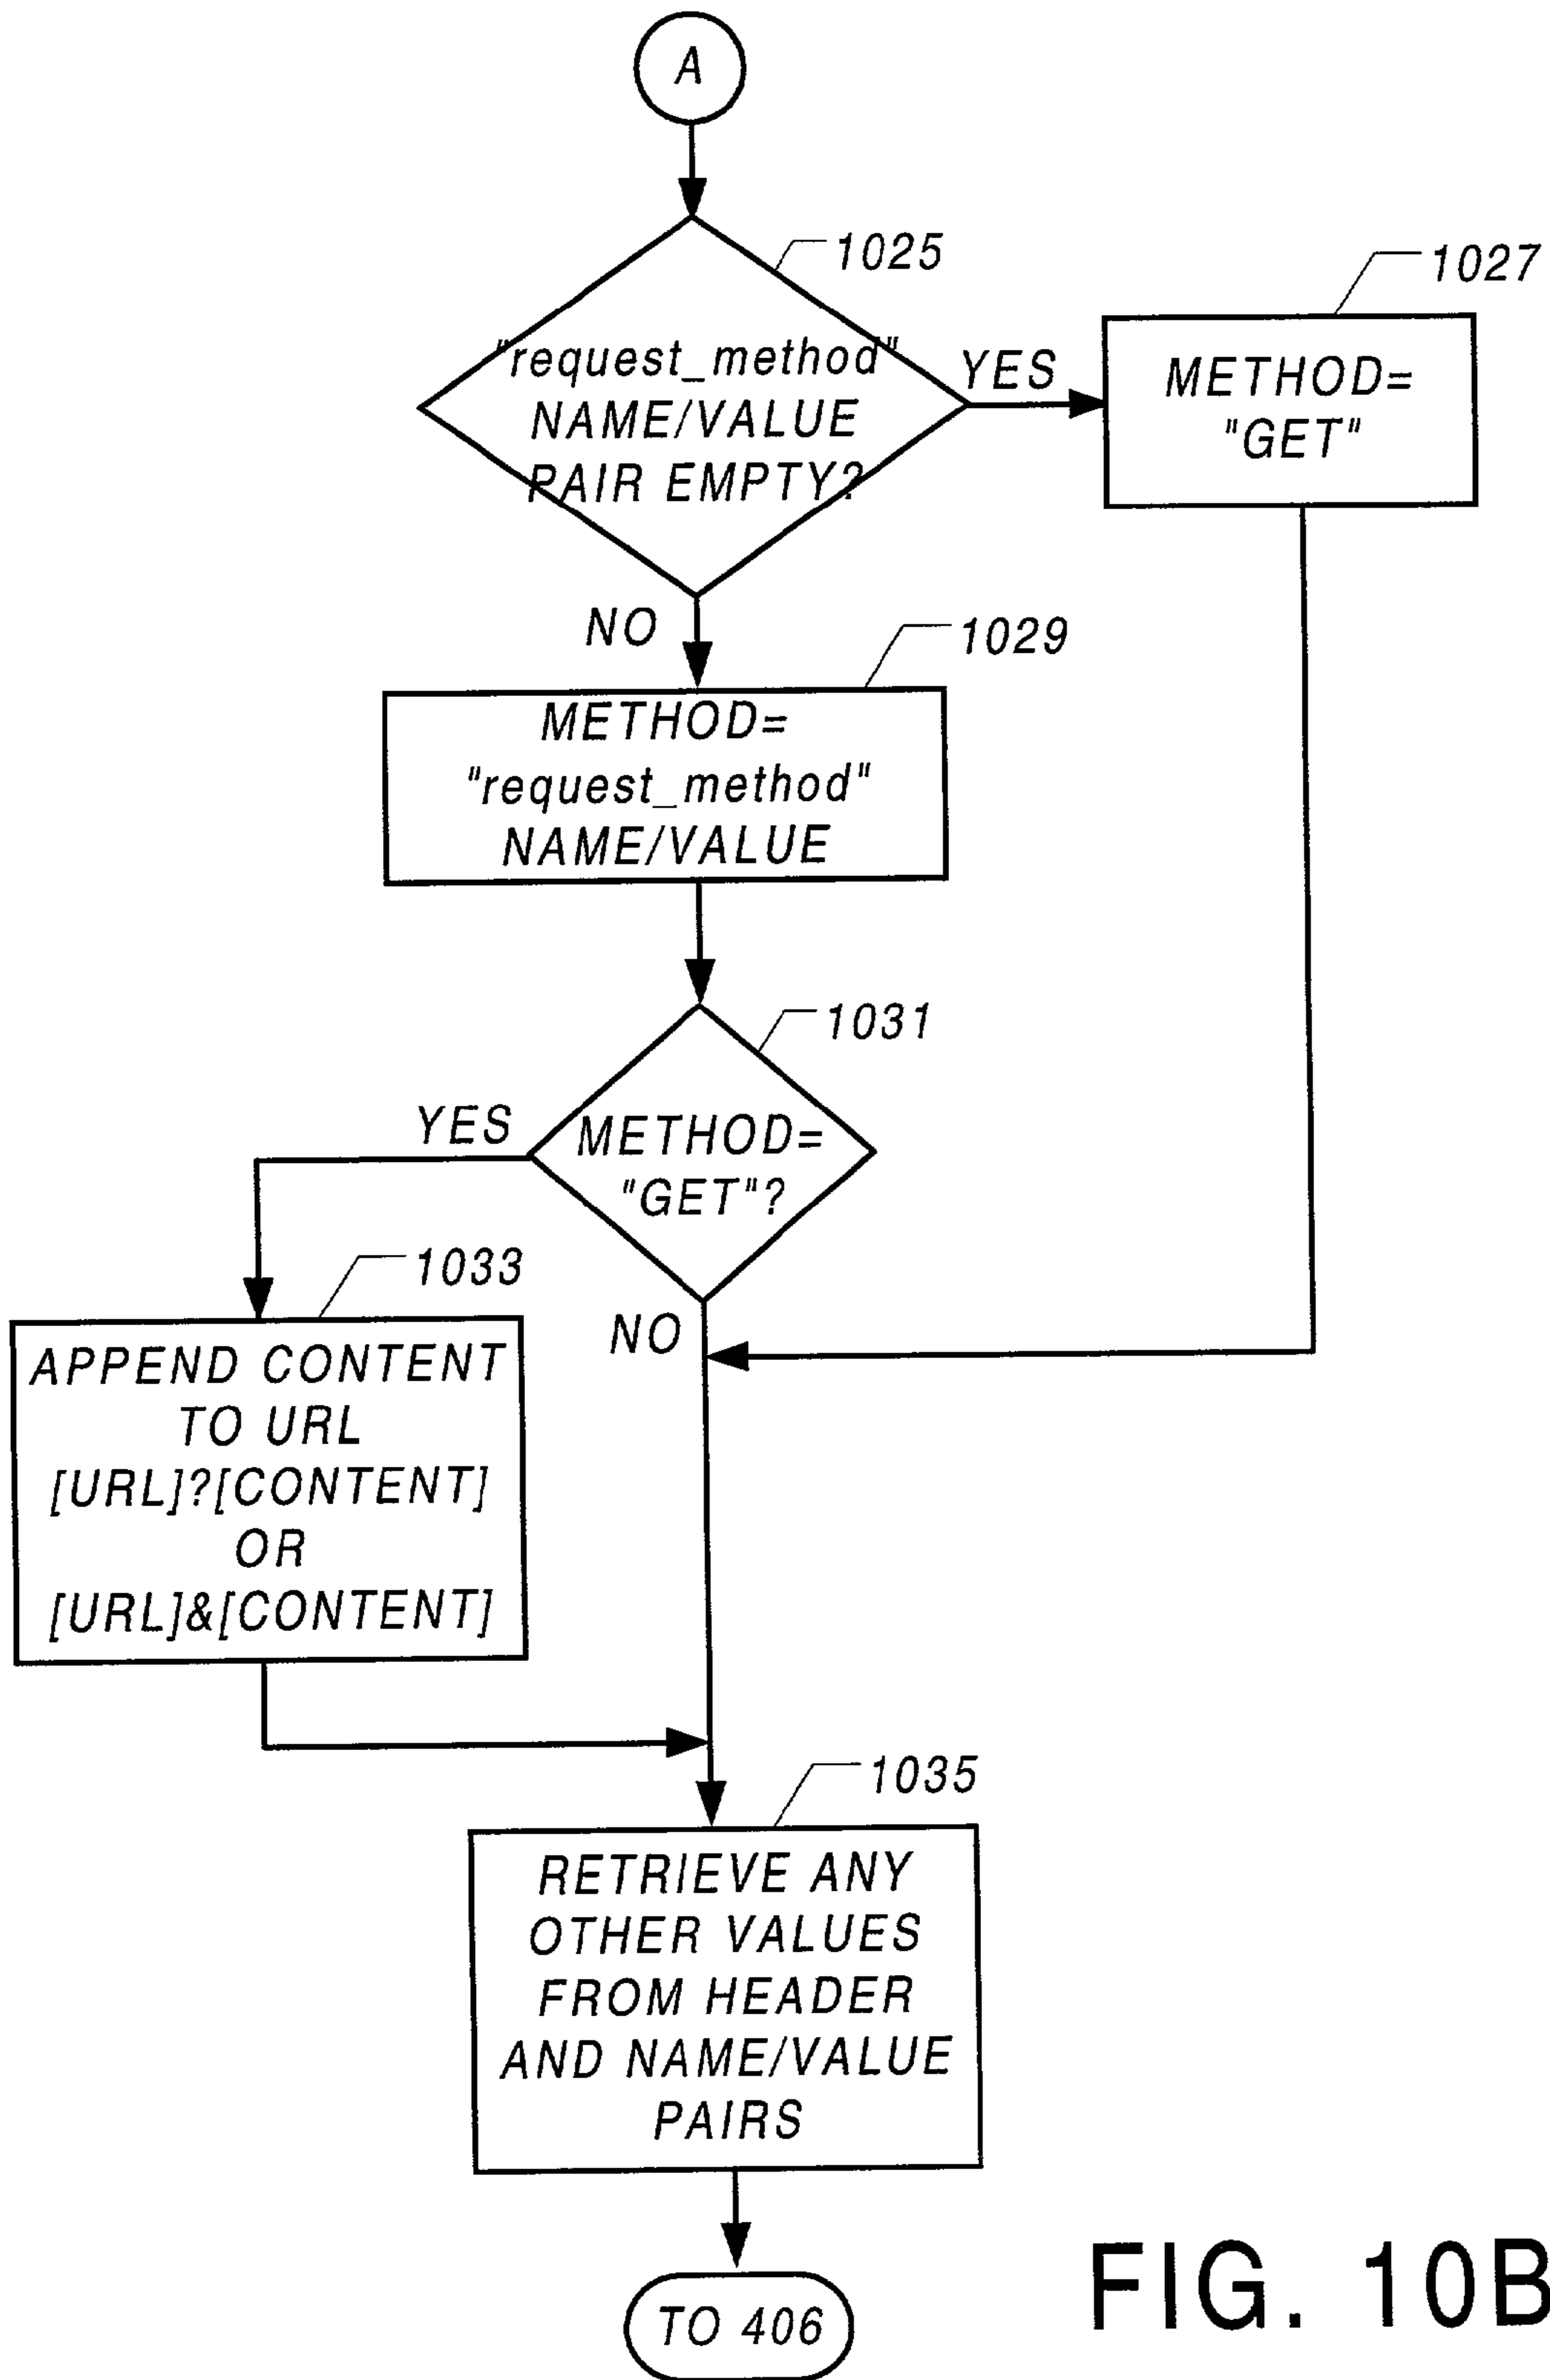 A
1025
"request_method"
NAME/VALUE
PAIR EMPTY?
YES
1027
METHOD=
"GET"
NO
1029
METHOD=
"request_method"
NAME/VALUE
1031
METHOD=
"GET"?
YES
NO
1033
APPEND CONTENT
TO URL
[URL]?[CONTENT]
OR
[URL]&[CONTENT]
1035
RETRIEVE ANY
OTHER VALUES
FROM HEADER
AND NAME/VALUE
PAIRS
TO 406
FIG. 10B